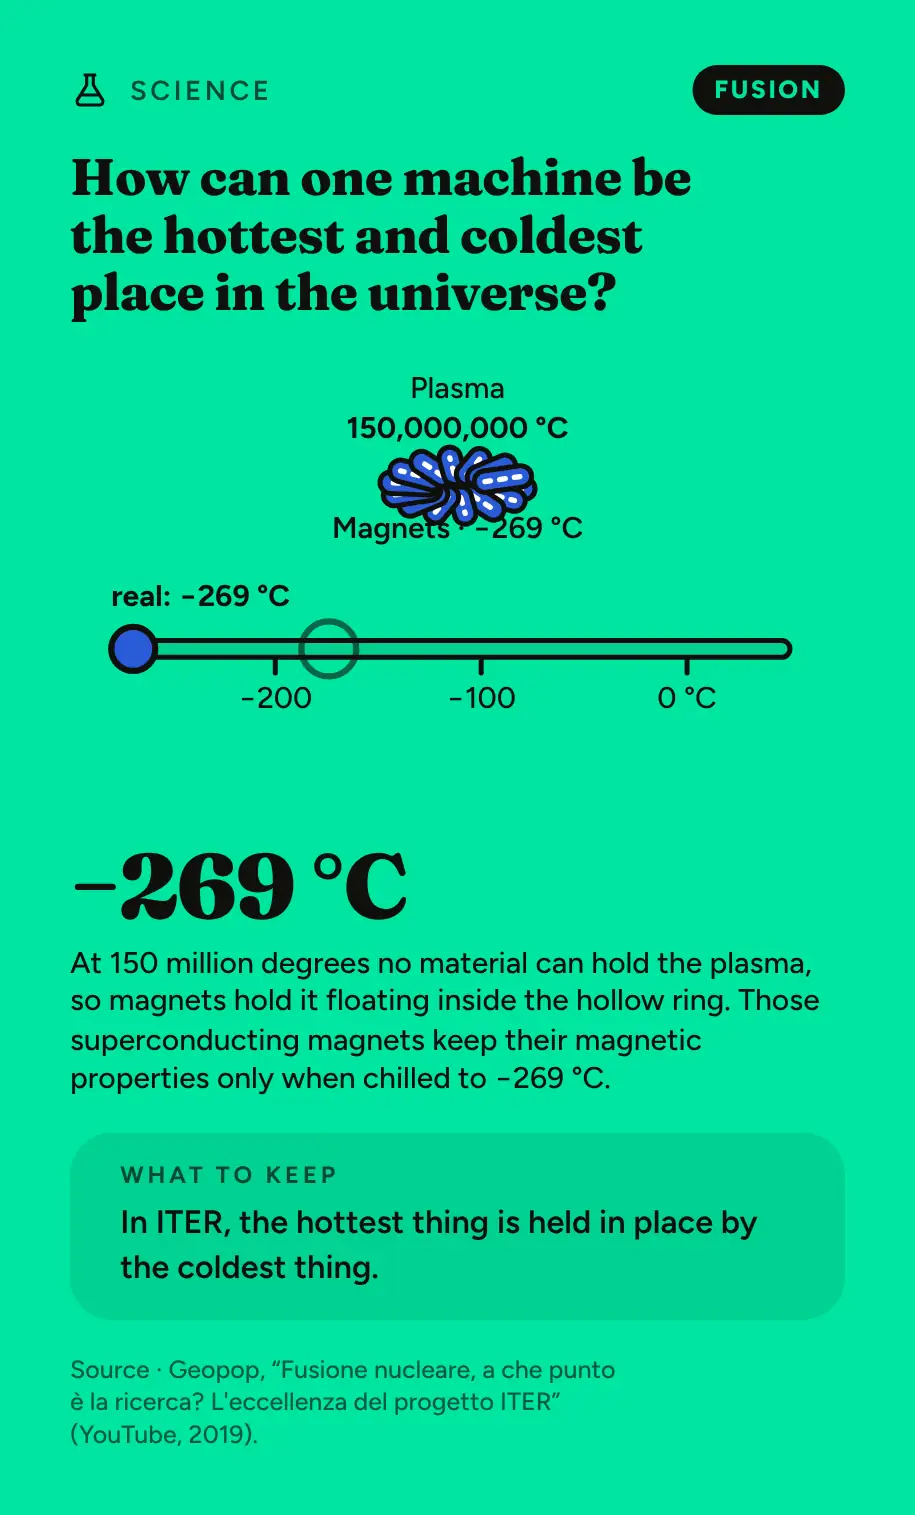 SCIENCE
FUSION
How can one machine be
the hottest and coldest
place in the universe?
Plasma
150,000,000 °C
Magnets · −269 °C
real: −269 °C
−200
−100
0 °C
−269 °C
At 150 million degrees no material can hold the plasma,
so magnets hold it floating inside the hollow ring. Those
superconducting magnets keep their magnetic
properties only when chilled to −269 °C.
WHAT TO KEEP
In ITER, the hottest thing is held in place by
the coldest thing.
Source · Geopop, “Fusione nucleare, a che punto
è la ricerca? L'eccellenza del progetto ITER”
(YouTube, 2019).